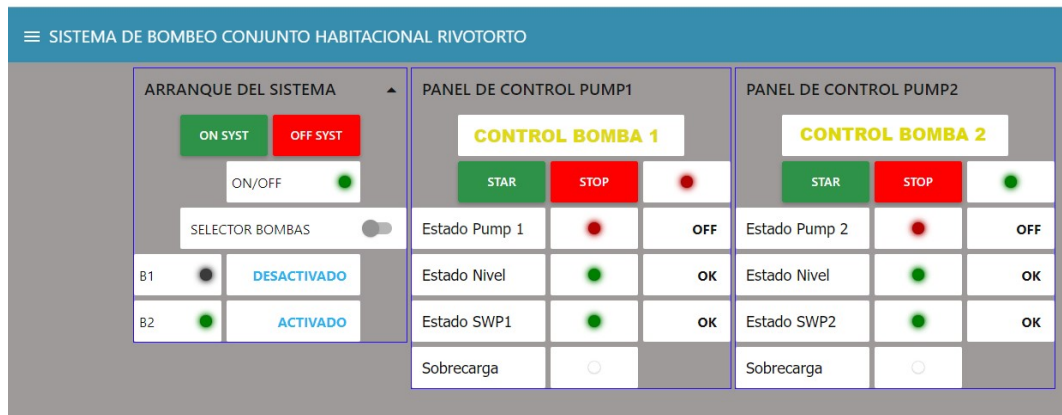 ≡ SISTEMA DE BOMBEO CONJUNTO HABITACIONAL RIVOTORTO
ARRANQUE DEL SISTEMA
ON SYST OFF SYST
ON/OFF
SELECTOR BOMBAS
B1 DESACTIVADO
B2 ACTIVADO
PANEL DE CONTROL PUMP1
CONTROL BOMBA 1
STAR STOP
Estado Pump 1 OFF
Estado Nivel OK
Estado SWP1 OK
Sobrecarga
PANEL DE CONTROL PUMP2
CONTROL BOMBA 2
STAR STOP
Estado Pump 2 OFF
Estado Nivel OK
Estado SWP2 OK
Sobrecarga